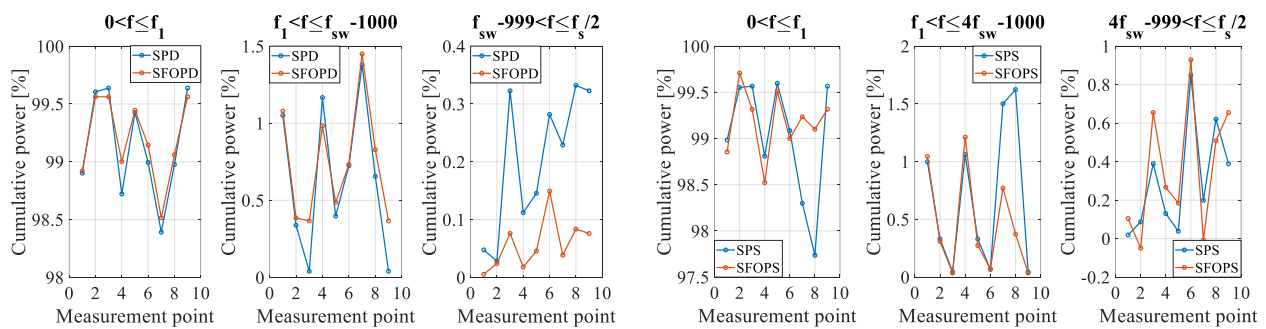 0<f≤f₁
Cumulative power [%]
100
99.5
99
98.5
98
SPD
SFOPD
0 2 4 6 8 10
Measurement point
f₁<f≤f_sw-1000
Cumulative power [%]
1.5
1
0.5
0
SPD
SFOPD
0 2 4 6 8 10
Measurement point
f_sw-999<f≤f_s/2
Cumulative power [%]
0.4
0.3
0.2
0.1
0
SPD
SFOPD
0 2 4 6 8 10
Measurement point
0<f≤f₁
Cumulative power [%]
100
99.5
99
98.5
98
97.5
SPS
SFOPS
0 2 4 6 8 10
Measurement point
f₁<f≤4f_sw-1000
Cumulative power [%]
2
1.5
1
0.5
0
SPS
SFOPS
0 2 4 6 8 10
Measurement point
4f_sw-999<f≤f_s/2
Cumulative power [%]
1
0.8
0.6
0.4
0.2
0
-0.2
SPS
SFOPS
0 2 4 6 8 10
Measurement point